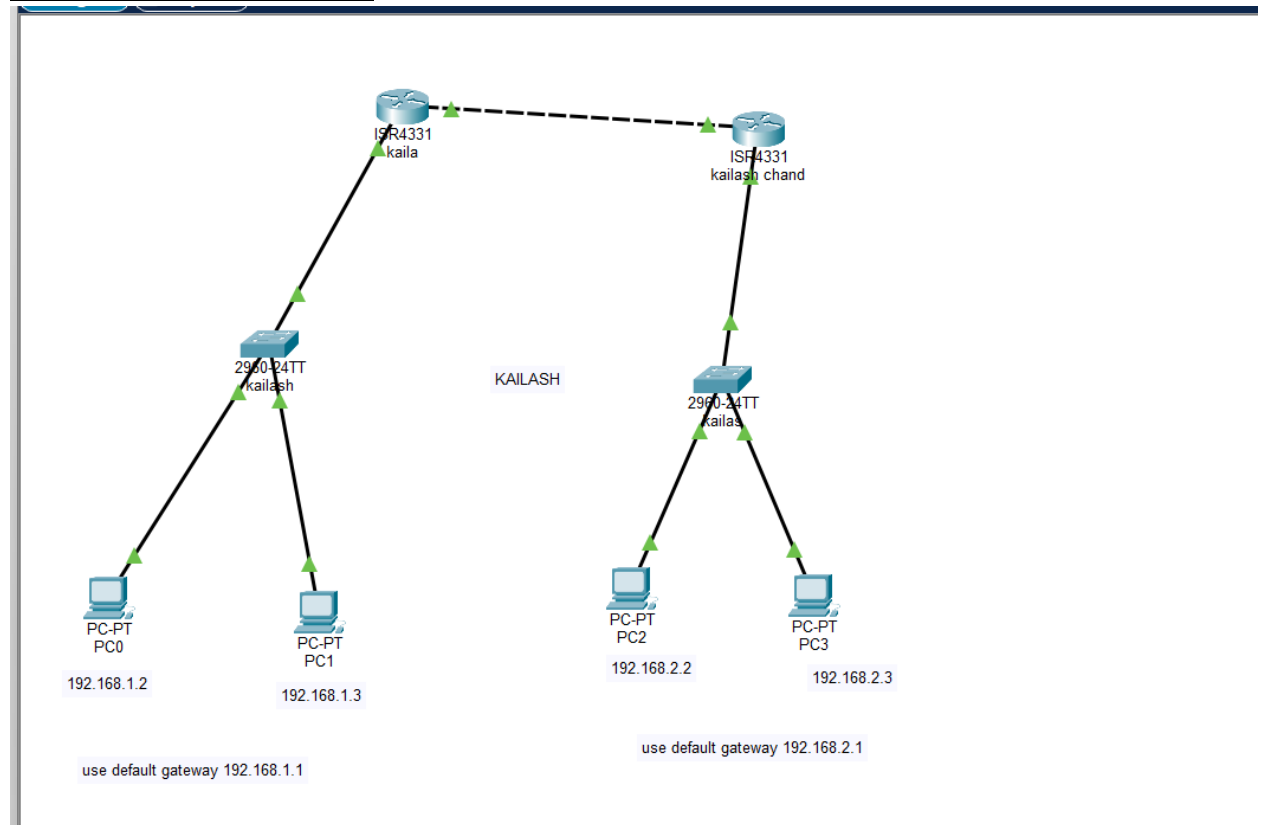 ISR4331
kaila
ISR4331
kailash chand
2960-24TT
kailash
KAILASH
2960-24TT
kailas
PC-PT
PC0
PC-PT
PC1
PC-PT
PC2
PC-PT
PC3
192.168.1.2
192.168.1.3
192.168.2.2
192.168.2.3
use default gateway 192.168.1.1
use default gateway 192.168.2.1